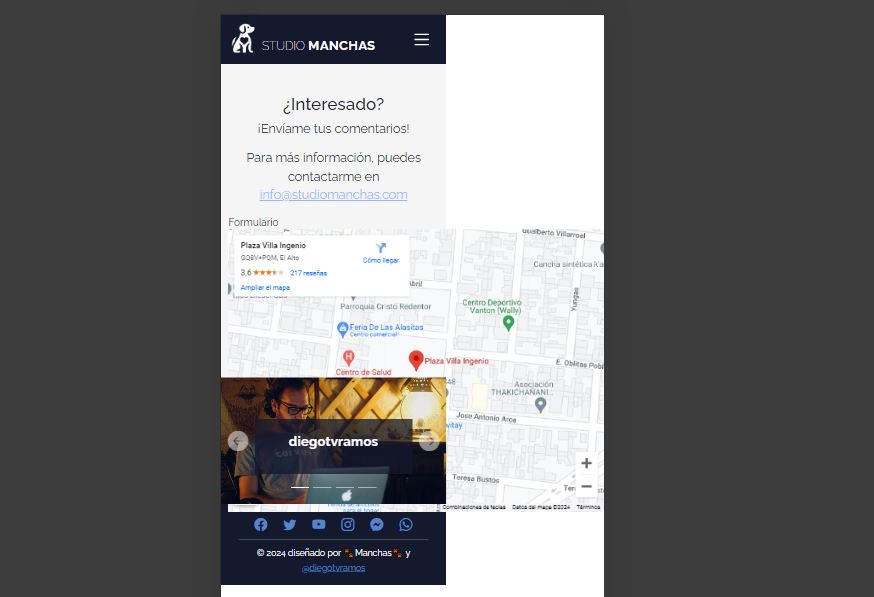 STUDIO MANCHAS
¿Interesado?
¡Envíame tus comentarios!
Para más información, puedes
contactarme en
info@studiomanchas.com
Formulario
Plaza Villa Ingenio
GQ8V+PQM, El Alto
3,6
217 reseñas
Ampliar el mapa
Cómo llegar
Gualberto Villarroel
Cancha sintética
Yungas
Abril
Parroquia Cristo Redentor
Centro Deportivo
Vanton (Wally)
Feria De Las Alasitas
Centro comercial
Centro de Salud
Plaza Villa Ingenio
E. Oblitas Pobl
Asociación
THAKICHAÑANI...
Jose Antonio Arce
vitay
Teresa Bustos
diegotvramos
Combinaciones de teclas
Datos del mapa ©2024
Términos
© 2024 diseñado por Manchas y
@diegotvramos